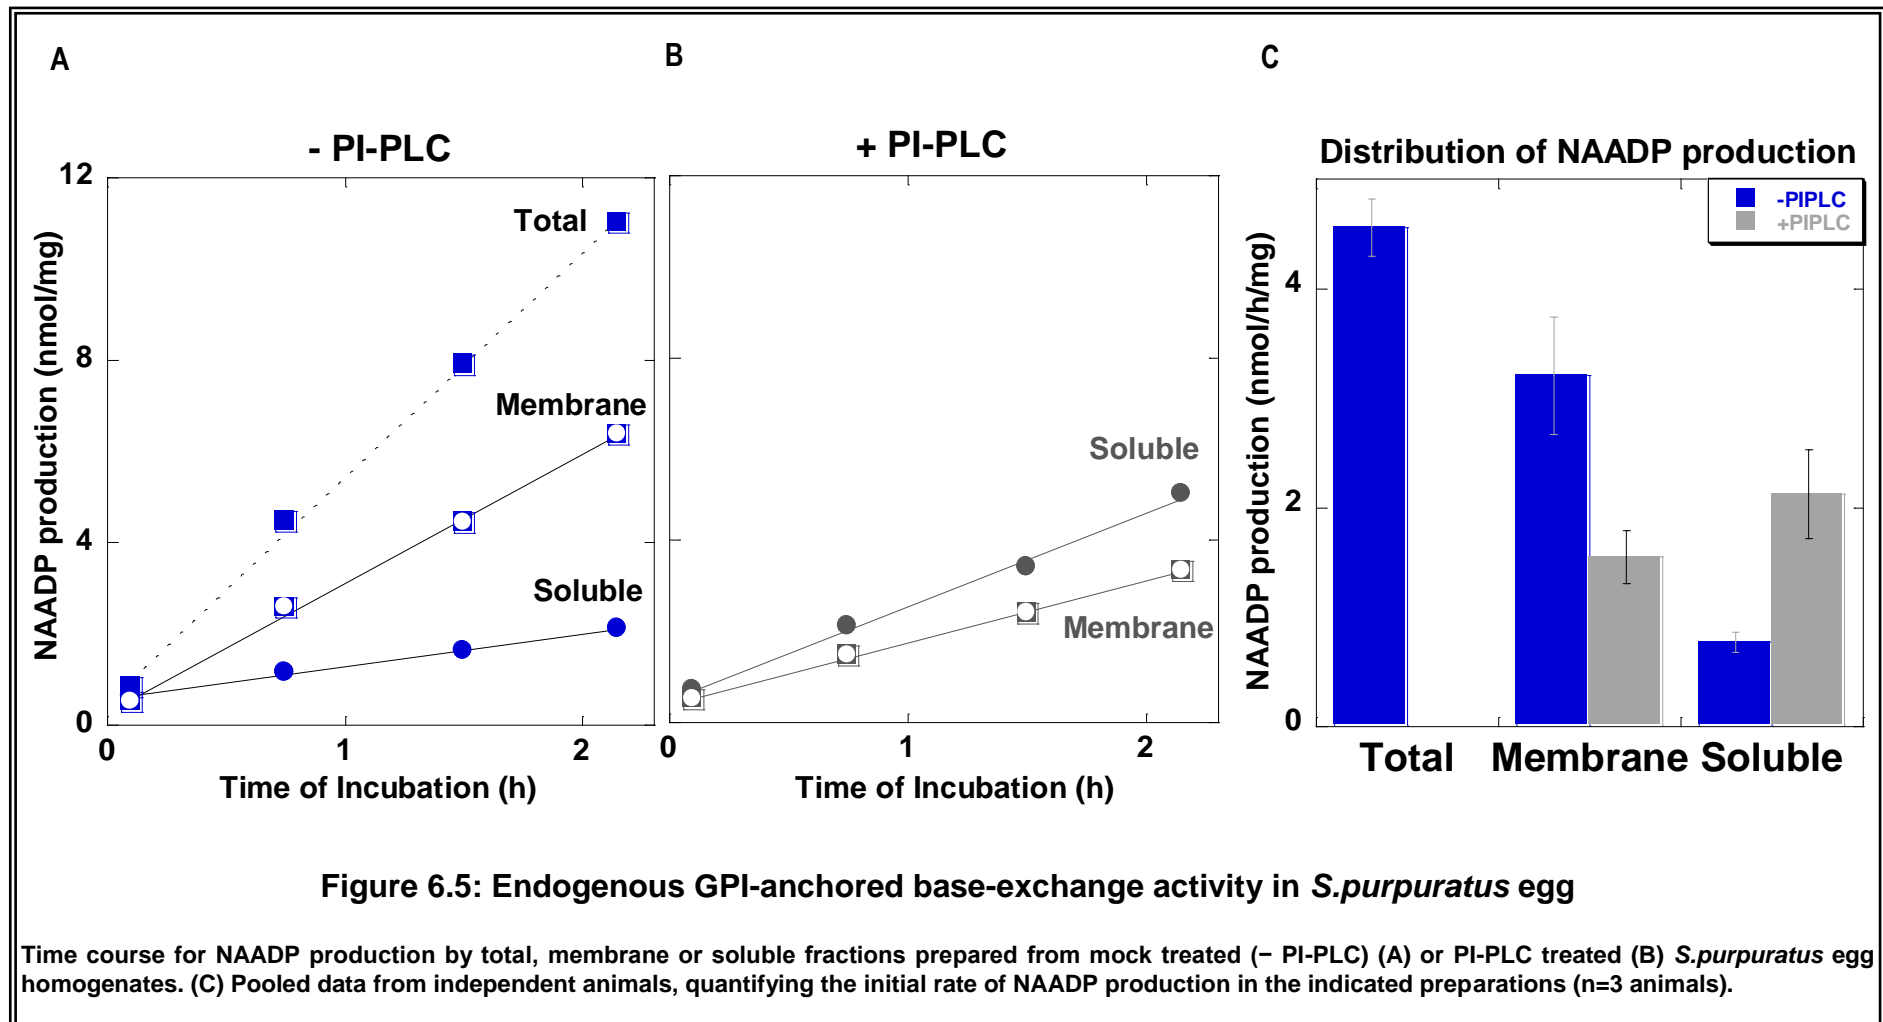 A
B
C
- PI-PLC
+ PI-PLC
Distribution of NAADP production
NAADP production (nmol/mg)
12
8
4
0
Total
Membrane
Soluble
0
1
2
Time of Incubation (h)
Soluble
Membrane
0
1
2
Time of Incubation (h)
NAADP production (nmol/h/mg)
4
2
0
-PIPLC
+PIPLC
Total Membrane Soluble
Figure 6.5: Endogenous GPI-anchored base-exchange activity in S.purpuratus egg
Time course for NAADP production by total, membrane or soluble fractions prepared from mock treated (− PI-PLC) (A) or PI-PLC treated (B) S.purpuratus egg
homogenates. (C) Pooled data from independent animals, quantifying the initial rate of NAADP production in the indicated preparations (n=3 animals).